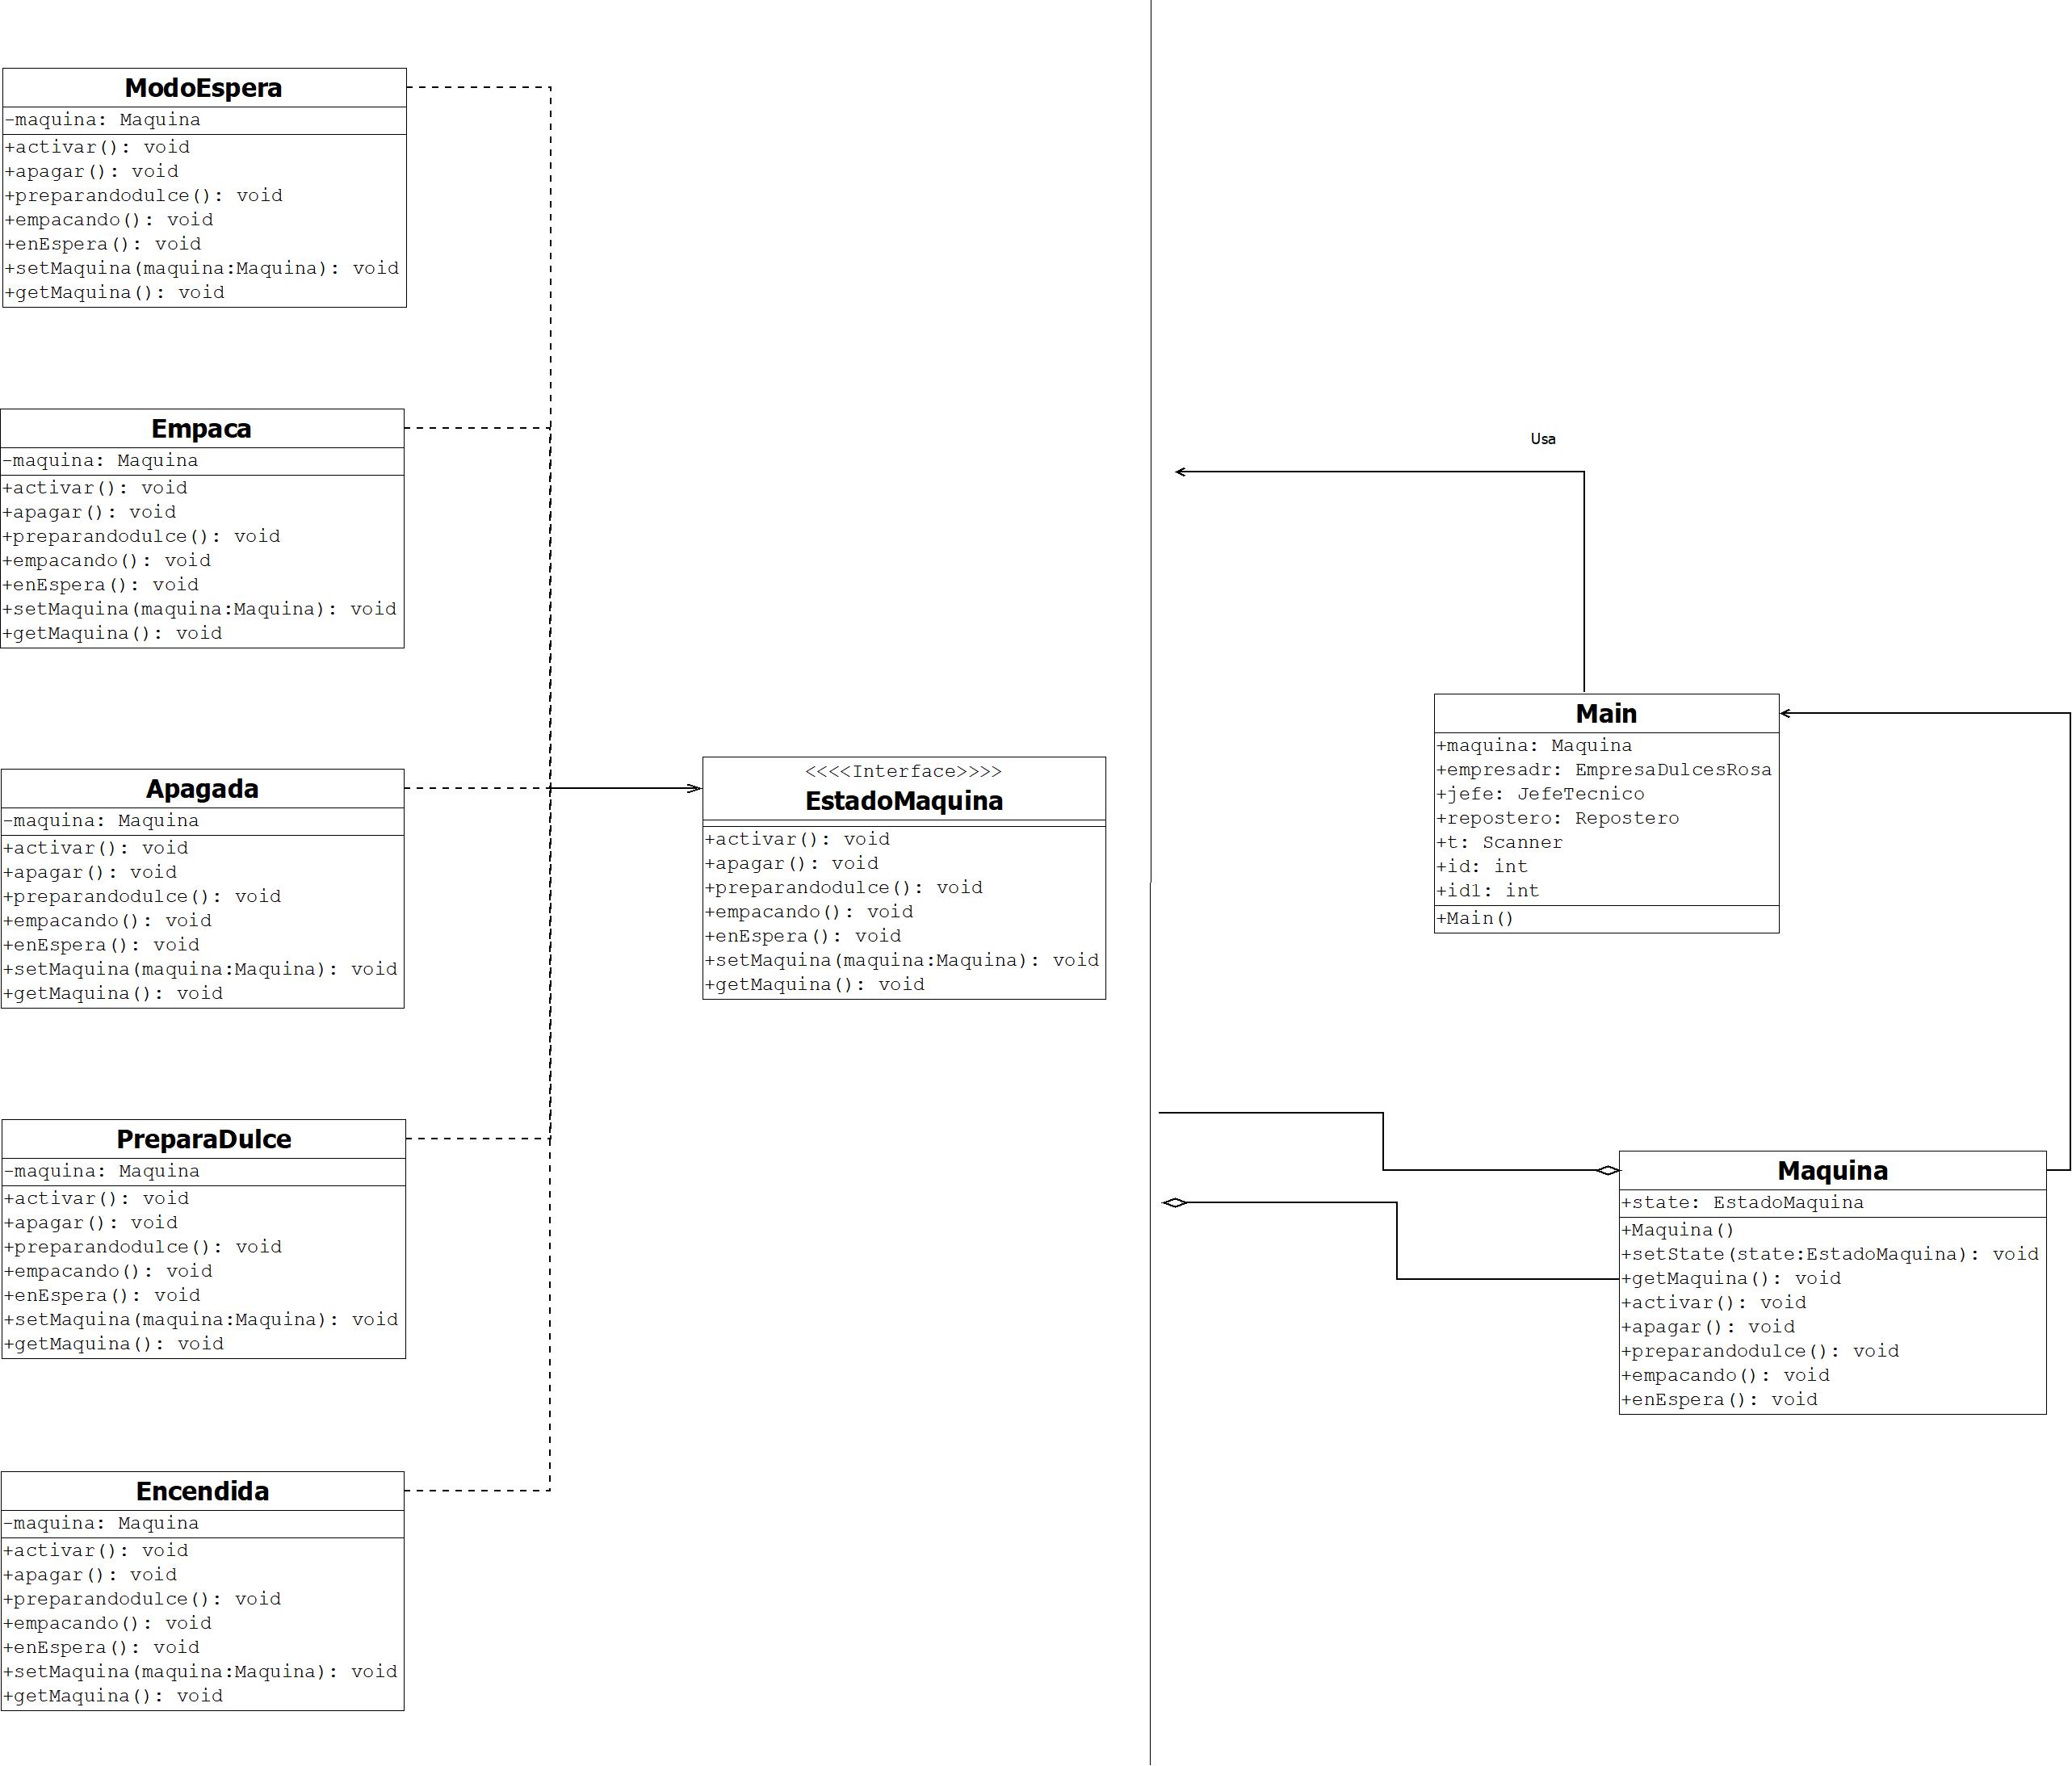 ModoEspera
-maquina: Maquina
+activar(): void
+apagar(): void
+preparandodulce(): void
+empacando(): void
+enEspera(): void
+setMaquina(maquina:Maquina): void
+getMaquina(): void
Empaca
-maquina: Maquina
+activar(): void
+apagar(): void
+preparandodulce(): void
+empacando(): void
+enEspera(): void
+setMaquina(maquina:Maquina): void
+getMaquina(): void
Apagada
-maquina: Maquina
+activar(): void
+apagar(): void
+preparandodulce(): void
+empacando(): void
+enEspera(): void
+setMaquina(maquina:Maquina): void
+getMaquina(): void
PreparaDulce
-maquina: Maquina
+activar(): void
+apagar(): void
+preparandodulce(): void
+empacando(): void
+enEspera(): void
+setMaquina(maquina:Maquina): void
+getMaquina(): void
Encendida
-maquina: Maquina
+activar(): void
+apagar(): void
+preparandodulce(): void
+empacando(): void
+enEspera(): void
+setMaquina(maquina:Maquina): void
+getMaquina(): void
<<<<Interface>>>>
EstadoMaquina
+activar(): void
+apagar(): void
+preparandodulce(): void
+empacando(): void
+enEspera(): void
+setMaquina(maquina:Maquina): void
+getMaquina(): void
Usa
Main
+maquina: Maquina
+empresadr: EmpresaDulcesRosa
+jefe: JefeTecnico
+repostero: Repostero
+t: Scanner
+id: int
+id1: int
+Main()
Maquina
+state: EstadoMaquina
+Maquina()
+setState(state:EstadoMaquina): void
+getMaquina(): void
+activar(): void
+apagar(): void
+preparandodulce(): void
+empacando(): void
+enEspera(): void